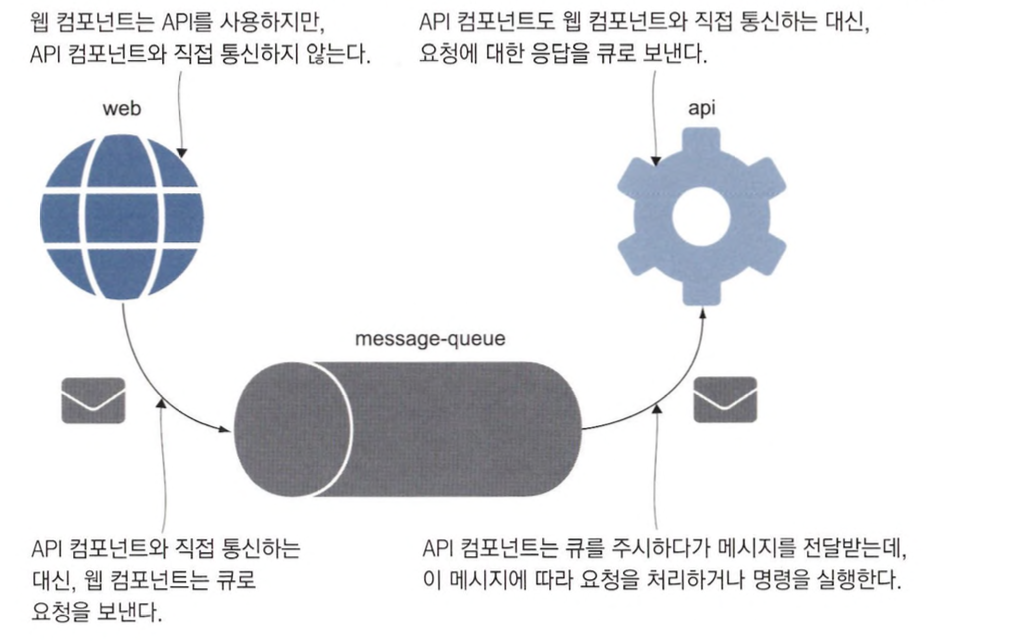 웹 컴포넌트는 API를 사용하지만,
API 컴포넌트와 직접 통신하지 않는다.
API 컴포넌트도 웹 컴포넌트와 직접 통신하는 대신,
요청에 대한 응답을 큐로 보낸다.
web
api
message-queue
API 컴포넌트와 직접 통신하는
대신, 웹 컴포넌트는 큐로
요청을 보낸다.
API 컴포넌트는 큐를 주시하다가 메시지를 전달받는데,
이 메시지에 따라 요청을 처리하거나 명령을 실행한다.